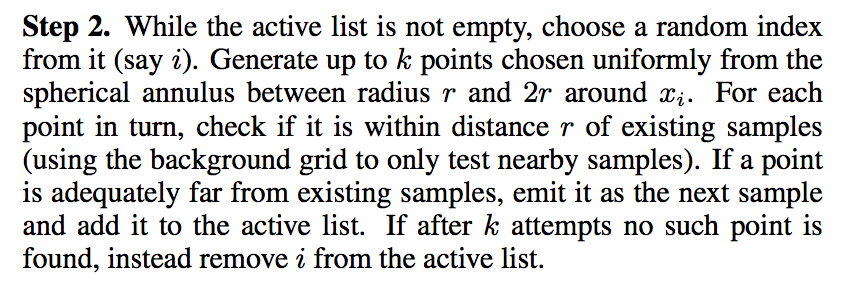 Step 2. While the active list is not empty, choose a random index
from it (say i). Generate up to k points chosen uniformly from the
spherical annulus between radius r and 2r around xᵢ. For each
point in turn, check if it is within distance r of existing samples
(using the background grid to only test nearby samples). If a point
is adequately far from existing samples, emit it as the next sample
and add it to the active list. If after k attempts no such point is
found, instead remove i from the active list.